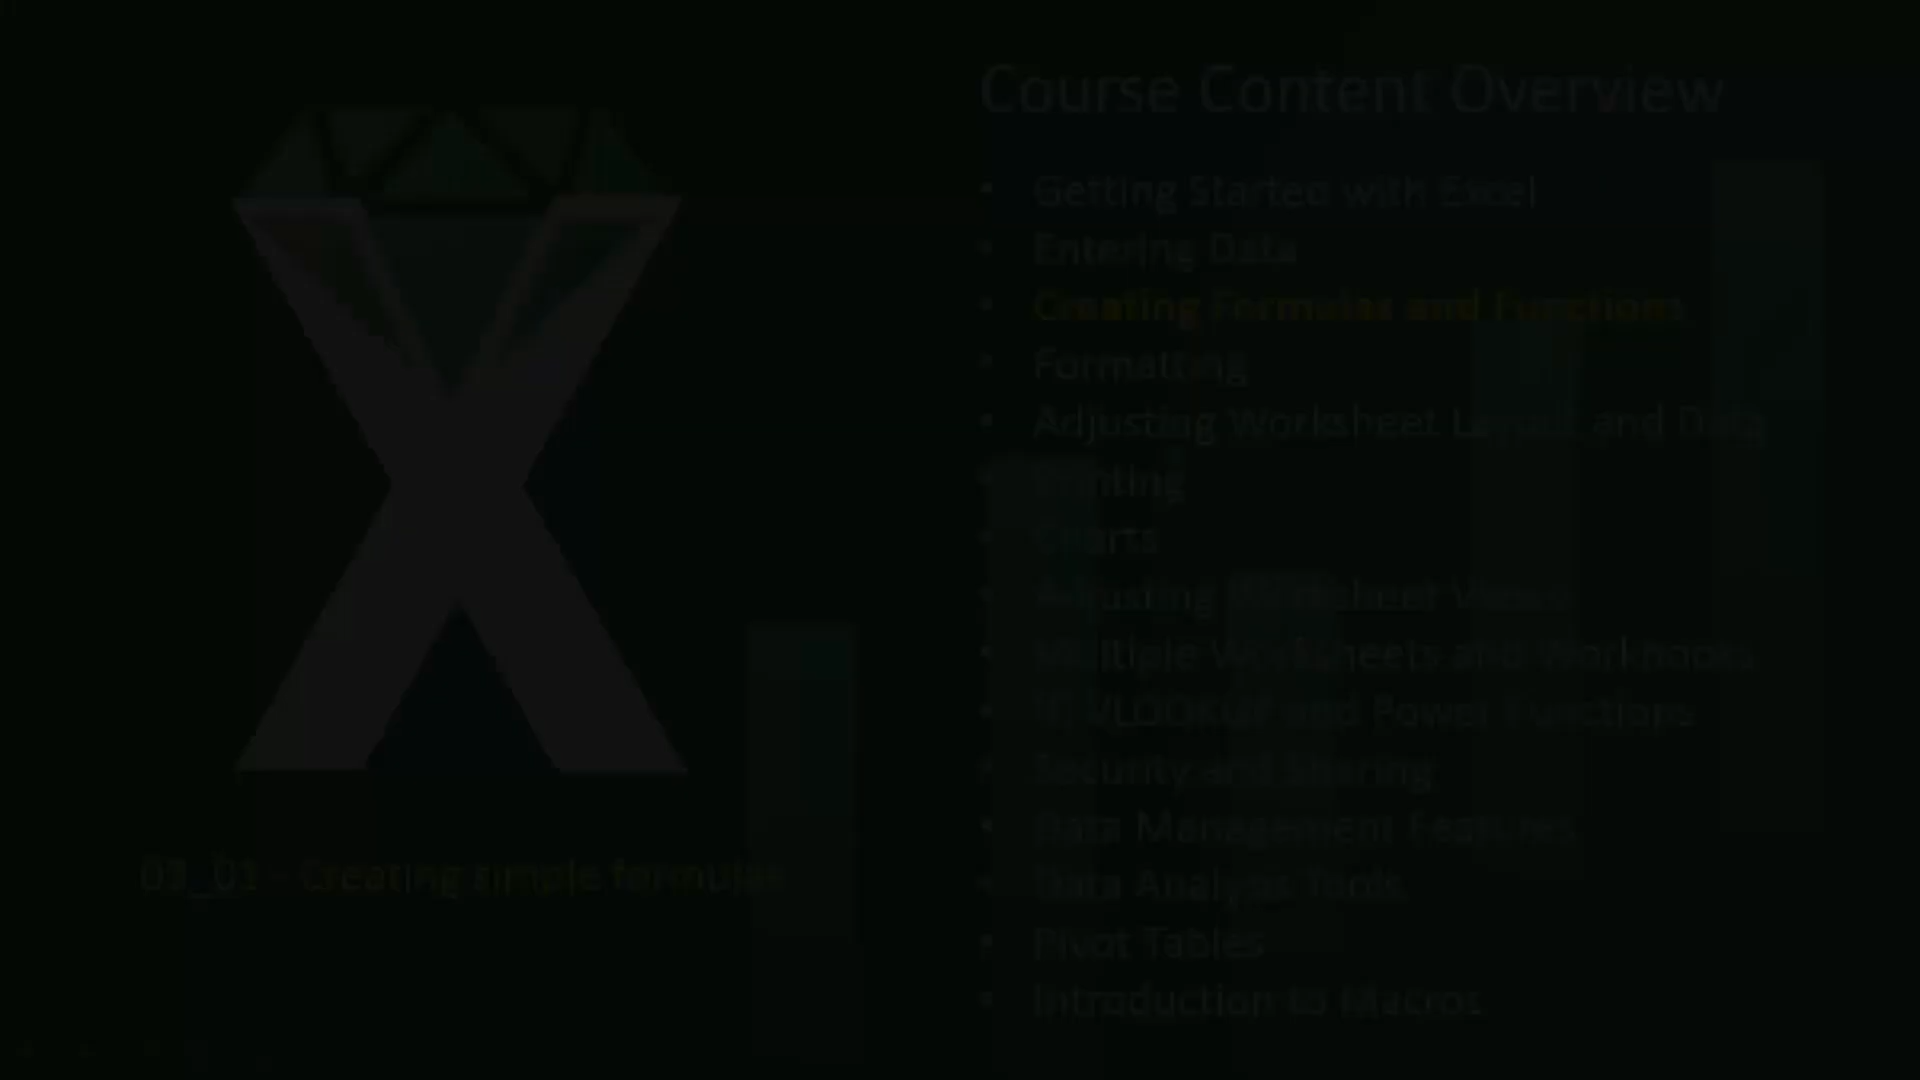 Course Content Overview
Getting Started with Excel
Entering Data
Creating Formulas and Functions
Formatting
Adjusting Worksheet Layout and Data
Printing
Charts
Adjusting Worksheet Views
Multiple Worksheets and Workbooks
IF, VLOOKUP and Power Functions
Security and Sharing
Data Management Features
Data Analysis Tools
Pivot Tables
Introduction to Macros
03_03 - Creating simple formulas